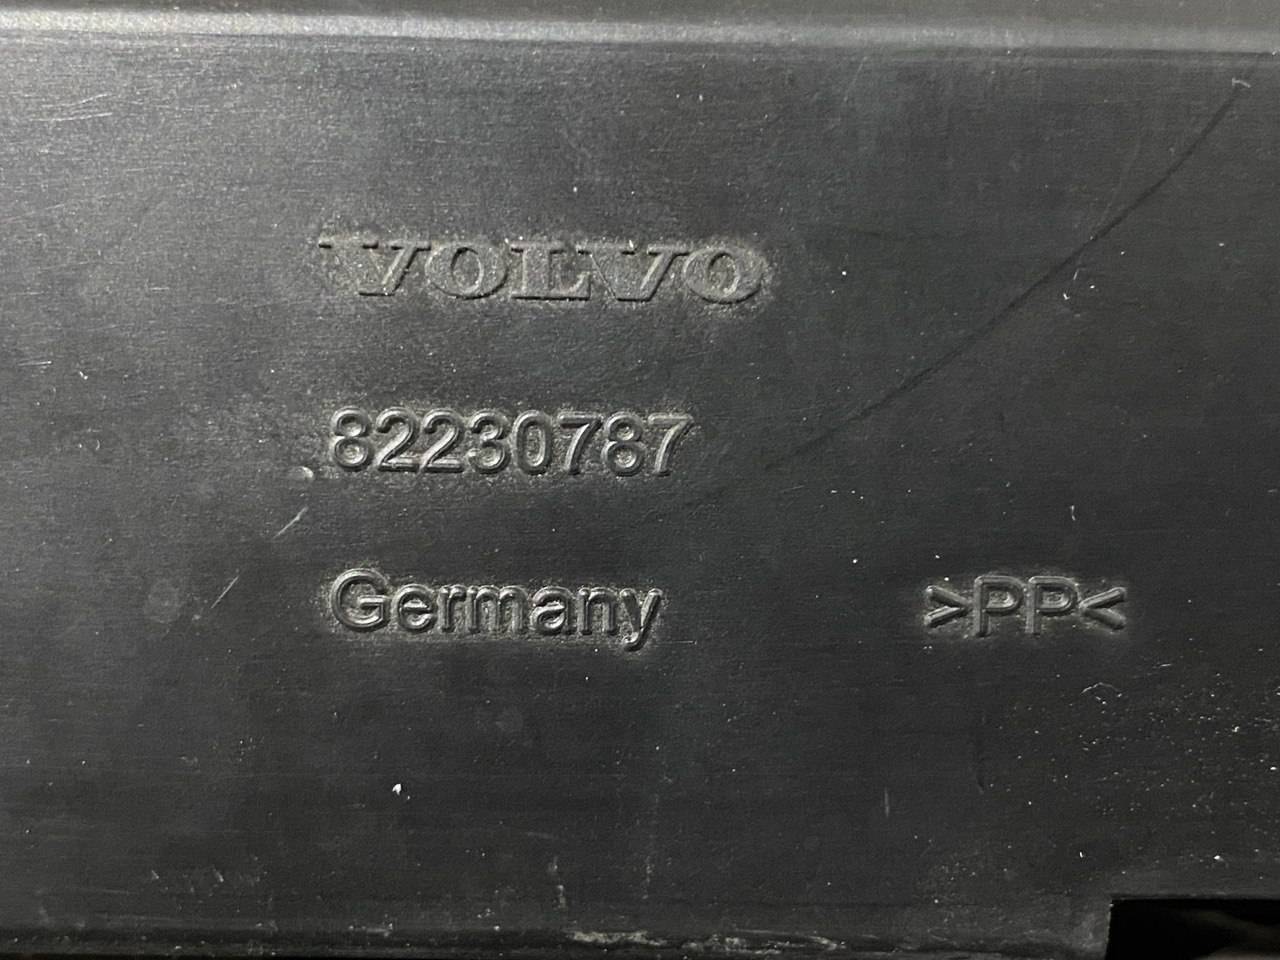 VOLVO
82230787
Germany
>PP<